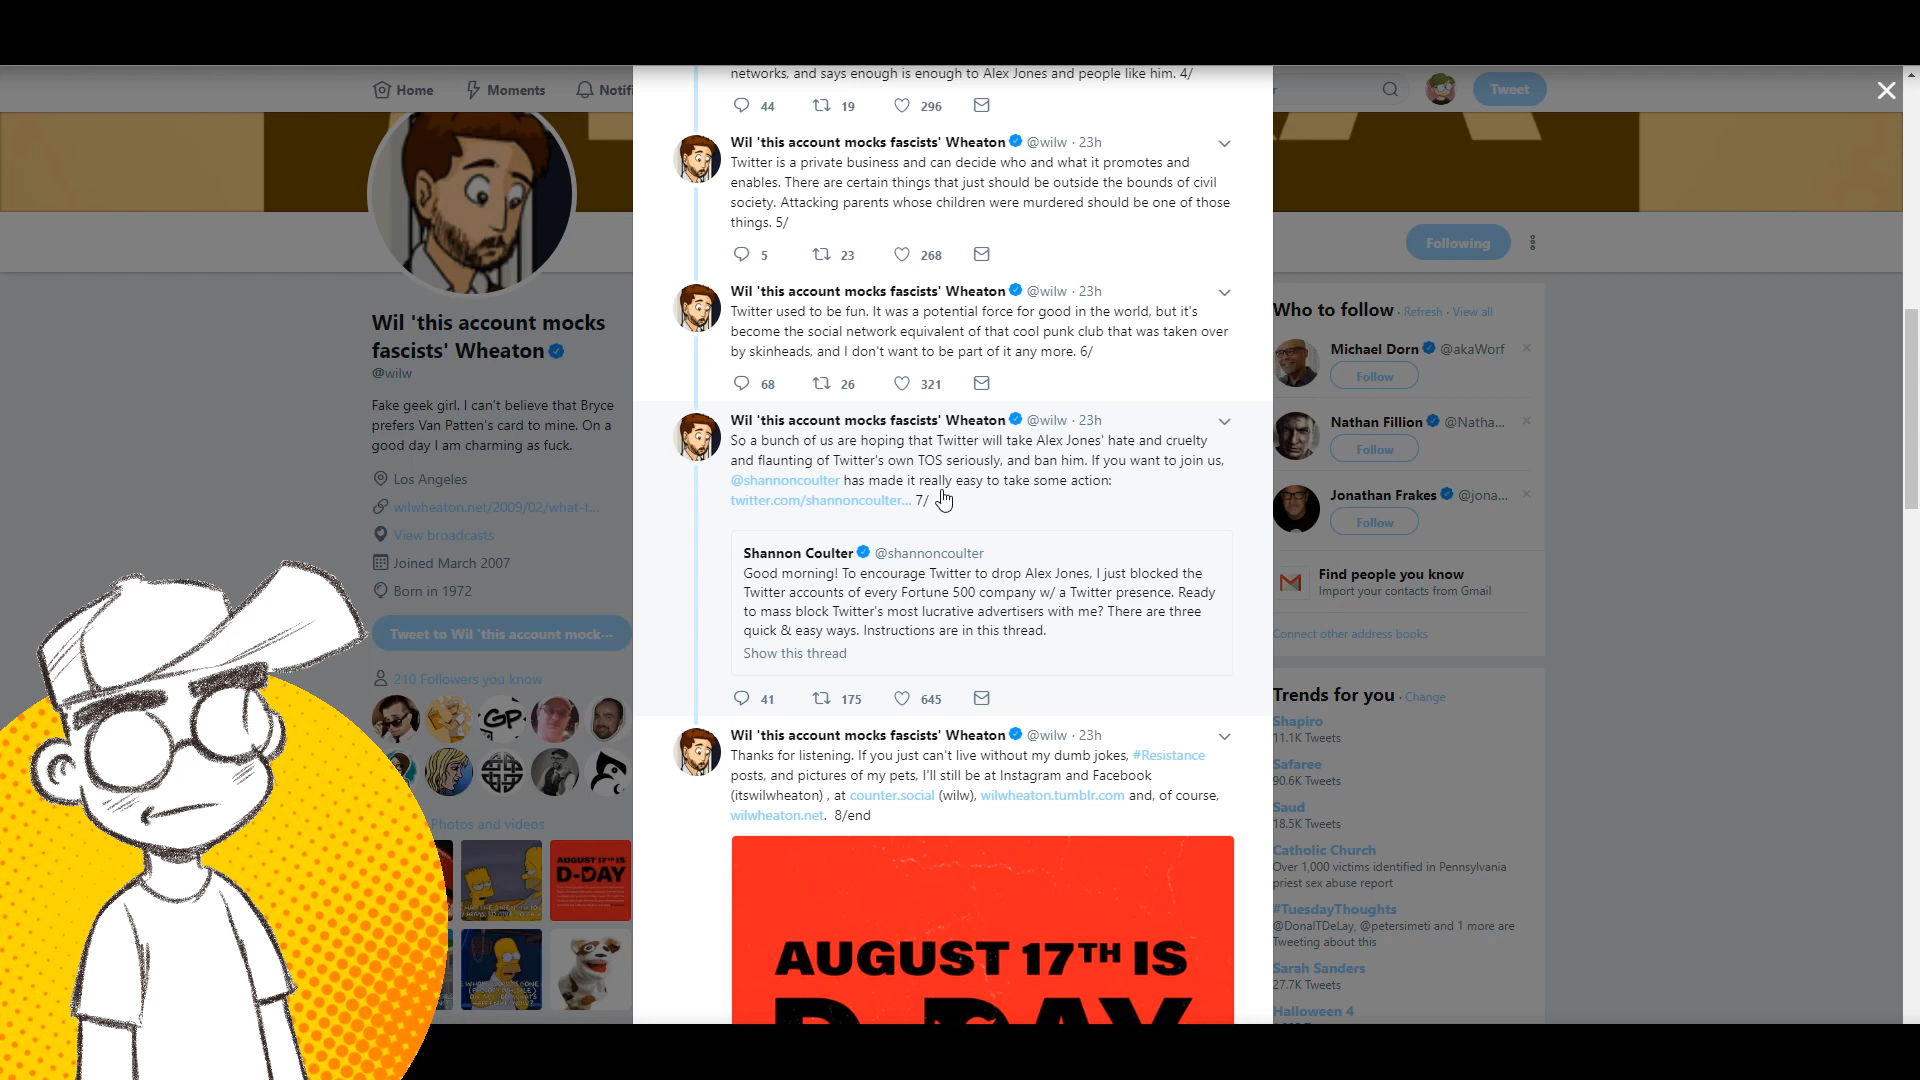 networks, and says enough is enough to Alex Jones and people like him. 4/
Home
Moments
Notifi
r
Tweet
44
19
296
Wil 'this account mocks fascists' Wheaton @wilw · 23h
Twitter is a private business and can decide who and what it promotes and
enables. There are certain things that just should be outside the bounds of civil
society. Attacking parents whose children were murdered should be one of those
things. 5/
5
23
268
Following
Wil 'this account mocks fascists' Wheaton @wilw · 23h
Twitter used to be fun. It was a potential force for good in the world, but it's
become the social network equivalent of that cool punk club that was taken over
by skinheads, and I don't want to be part of it any more. 6/
68
26
321
Wil 'this account mocks
fascists' Wheaton
@wilw
Fake geek girl. I can't believe that Bryce
prefers Van Patten's card to mine. On a
good day I am charming as fuck.
Los Angeles
wilwheaton.net/2009/02/what-t...
View broadcasts
Joined March 2007
Born in 1972
Tweet to Wil 'this account mock...
210 Followers you know
GP
Photos and videos
AUGUST 17TH IS
D-DAY
Wil 'this account mocks fascists' Wheaton @wilw · 23h
So a bunch of us are hoping that Twitter will take Alex Jones' hate and cruelty
and flaunting of Twitter's own TOS seriously, and ban him. If you want to join us,
@shannoncoulter has made it really easy to take some action:
twitter.com/shannoncoulter... 7/
Shannon Coulter @shannoncoulter
Good morning! To encourage Twitter to drop Alex Jones, I just blocked the
Twitter accounts of every Fortune 500 company w/ a Twitter presence. Ready
to mass block Twitter's most lucrative advertisers with me? There are three
quick & easy ways. Instructions are in this thread.
Show this thread
41
175
645
Wil 'this account mocks fascists' Wheaton @wilw · 23h
Thanks for listening. If you just can't live without my dumb jokes, #Resistance
posts, and pictures of my pets, I'll still be at Instagram and Facebook
(itswilwheaton) , at counter.social (wilw), wilwheaton.tumblr.com and, of course,
wilwheaton.net. 8/end
AUGUST 17TH IS
D-DAY
Who to follow · Refresh · View all
Michael Dorn @akaWorf
Follow
Nathan Fillion @Natha...
Follow
Jonathan Frakes @jona...
Follow
Find people you know
Import your contacts from Gmail
Connect other address books
Trends for you · Change
Shapiro
11.1K Tweets
Safaree
90.6K Tweets
Saud
18.5K Tweets
Catholic Church
Over 1,000 victims identified in Pennsylvania
priest sex abuse report
#TuesdayThoughts
@DonalTDeLay, @petersimeti and 1 more are
Tweeting about this
Sarah Sanders
27.7K Tweets
Halloween 4